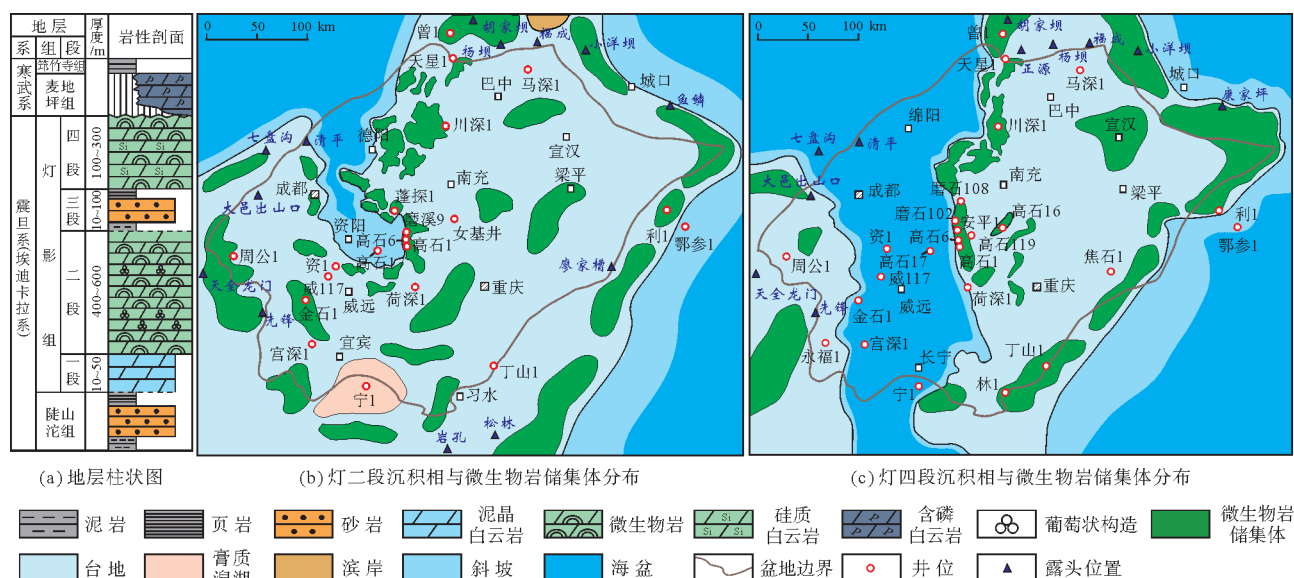 地层
厚度/m
岩性剖面
系
组
段
寒武系
筇竹寺组
麦地坪组
震旦系(埃迪卡拉系)
灯影组
四段
100~300
Si
Si
Si
Si
三段
10~100
二段
400~600
一段
10~50
陡山沱组
(a) 地层柱状图
0 50 100 km
曾1
胡家坝
杨坝
福成
小洋坝
天星1
马深1
巴中
城口
鱼鳞
川深1
德阳
七盘沟
清平
宣汉
成都
南充
梁平
大邑出山口
蓬探1
磨溪9
女基井
资阳
高石6
高石1
高石1
利1
鄂参1
周公1
资1
廖家槽
威117
威远
荷深1
重庆
天全龙门
金石1
先锋
宫深1
宜宾
丁山1
宁1
习水
松林
岩孔
(b) 灯二段沉积相与微生物岩储集体分布
0 50 100 km
曾1
胡家坝
福成
杨坝
小洋坝
天星1
正源
马深1
城口
巴中
康家坪
绵阳
川深1
宣汉
七盘沟
清平
成都
南充
梁平
大邑出山口
磨石108
磨石102
安平1
高石16
利1
鄂参1
资1
高石6
高石119
高石17
高石1
周公1
焦石1
威117
威远
荷深1
重庆
天全龙门
金石1
先锋
永福1
宫深1
丁山1
长宁
宁1
林1
(c) 灯四段沉积相与微生物岩储集体分布
泥岩
页岩
砂岩
泥晶白云岩
微生物岩
Si
Si
Si
硅质白云岩
含磷白云岩
葡萄状构造
微生物岩储集体
台地
膏质潟湖
滨岸
斜坡
海盆
盆地边界
井位
露头位置